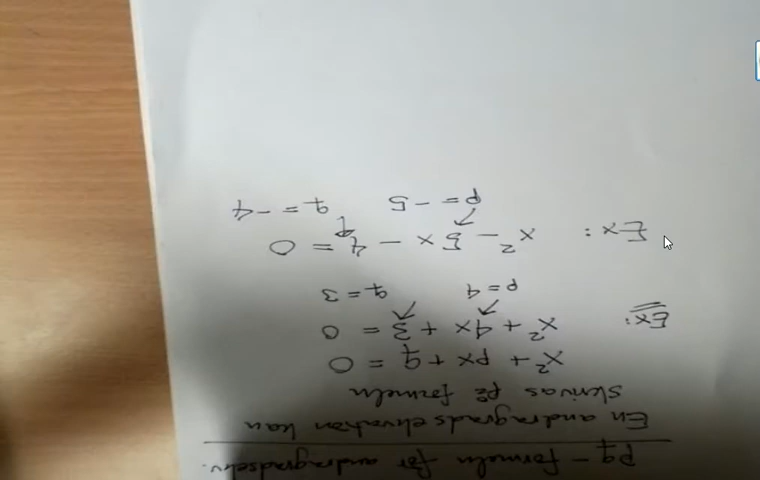 pq - formeln för andragradsekv.
En andragradsekvation kan
skrivas på formeln
x² + px + q = 0
Ex: x² + 4x + 3 = 0
p = 4 q = 3
Ex: x² - 5x - 4 = 0
p = -5 q = -4